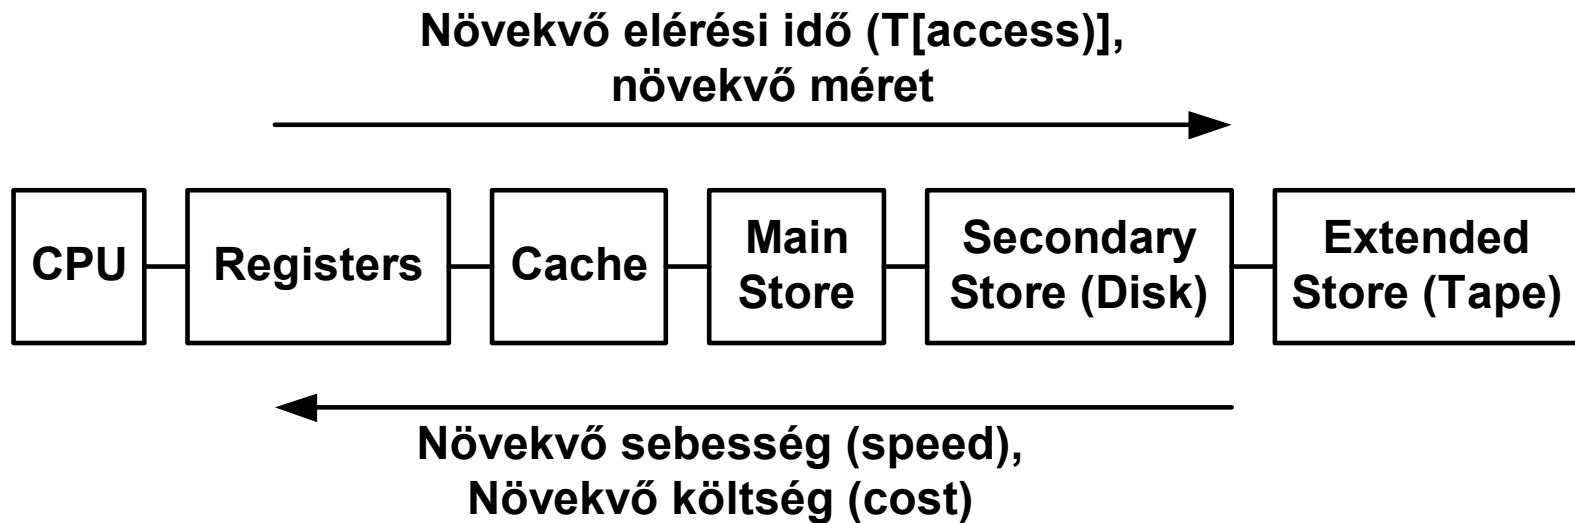 Növekvő elérési idő (T[access)],
növekvő méret
CPU
Registers
Cache
Main
Store
Secondary
Store (Disk)
Extended
Store (Tape)
Növekvő sebesség (speed),
Növekvő költség (cost)